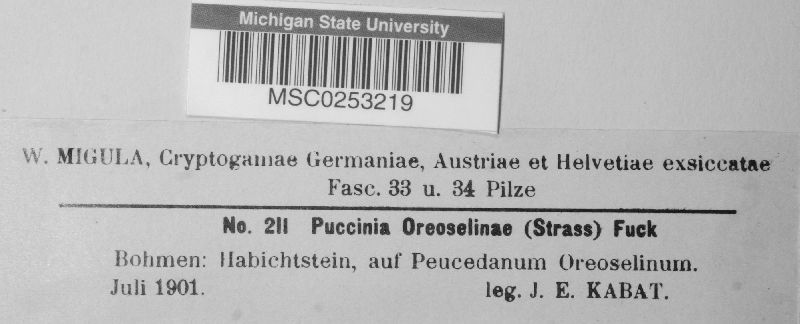 Michigan State University
MSC0253219
W. MIGULA, Cryptogamae Germaniae, Austriae et Helvetiae exsiccatae
Fasc. 33 u. 34 Pilze
No. 211 Puccinia Oreoselinae (Strass) Fuck
Bohmen: Habichtstein, auf Peucedanum Oreoselinum.
Juli 1901. leg. J. E. KABAT.